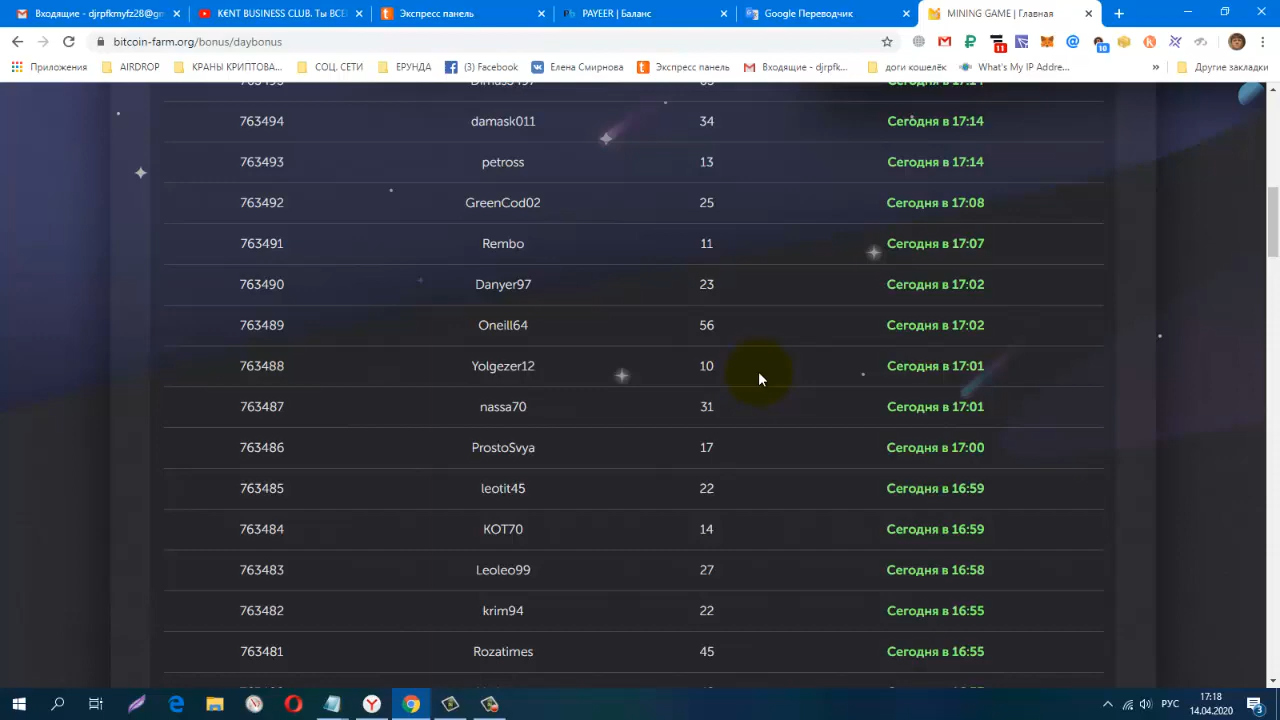 Входящие - djrpfkmyfz28@gm
KENT BUSINESS CLUB. Ты ВСЕ
Экспресс панель
PAYEER | Баланс
Google Переводчик
MINING GAME | Главная
bitcoin-farm.org/bonus/daybonus
11
10
Приложения
AIRDROP
КРАНЫ КРИПТОВА...
СОЦ. СЕТИ
ЕРУНДА
(3) Facebook
Елена Смирнова
Экспресс панель
Входящие - djrpfk...
доги кошелёк
What's My IP Addre...
»
Другие закладки
763494 damask011 34 Сегодня в 17:14
763493 petross 13 Сегодня в 17:14
763492 GreenCod02 25 Сегодня в 17:08
763491 Rembo 11 Сегодня в 17:07
763490 Danyer97 23 Сегодня в 17:02
763489 Oneill64 56 Сегодня в 17:02
763488 Yolgezer12 10 Сегодня в 17:01
763487 nassa70 31 Сегодня в 17:01
763486 ProstoSvya 17 Сегодня в 17:00
763485 leotit45 22 Сегодня в 16:59
763484 KOT70 14 Сегодня в 16:59
763483 Leoleo99 27 Сегодня в 16:58
763482 krim94 22 Сегодня в 16:55
763481 Rozatimes 45 Сегодня в 16:55
РУС
17:18
14.04.2020
3